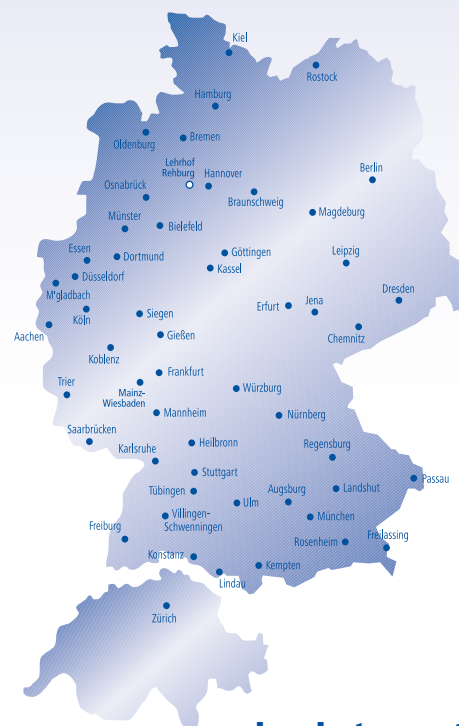 Kiel
Rostock
Hamburg
Oldenburg
Bremen
Lehrhof
Rehburg
Hannover
Berlin
Osnabrück
Braunschweig
Magdeburg
Münster
Bielefeld
Essen
Dortmund
Göttingen
Leipzig
Düsseldorf
Kassel
M'gladbach
Dresden
Köln
Siegen
Erfurt
Jena
Aachen
Gießen
Chemnitz
Koblenz
Trier
Frankfurt
Mainz-
Wiesbaden
Würzburg
Mannheim
Nürnberg
Saarbrücken
Heilbronn
Regensburg
Karlsruhe
Stuttgart
Passau
Tübingen
Augsburg
Landshut
Ulm
Villingen-
Schwenningen
München
Freiburg
Rosenheim
Freilassing
Konstanz
Kempten
Lindau
Zürich